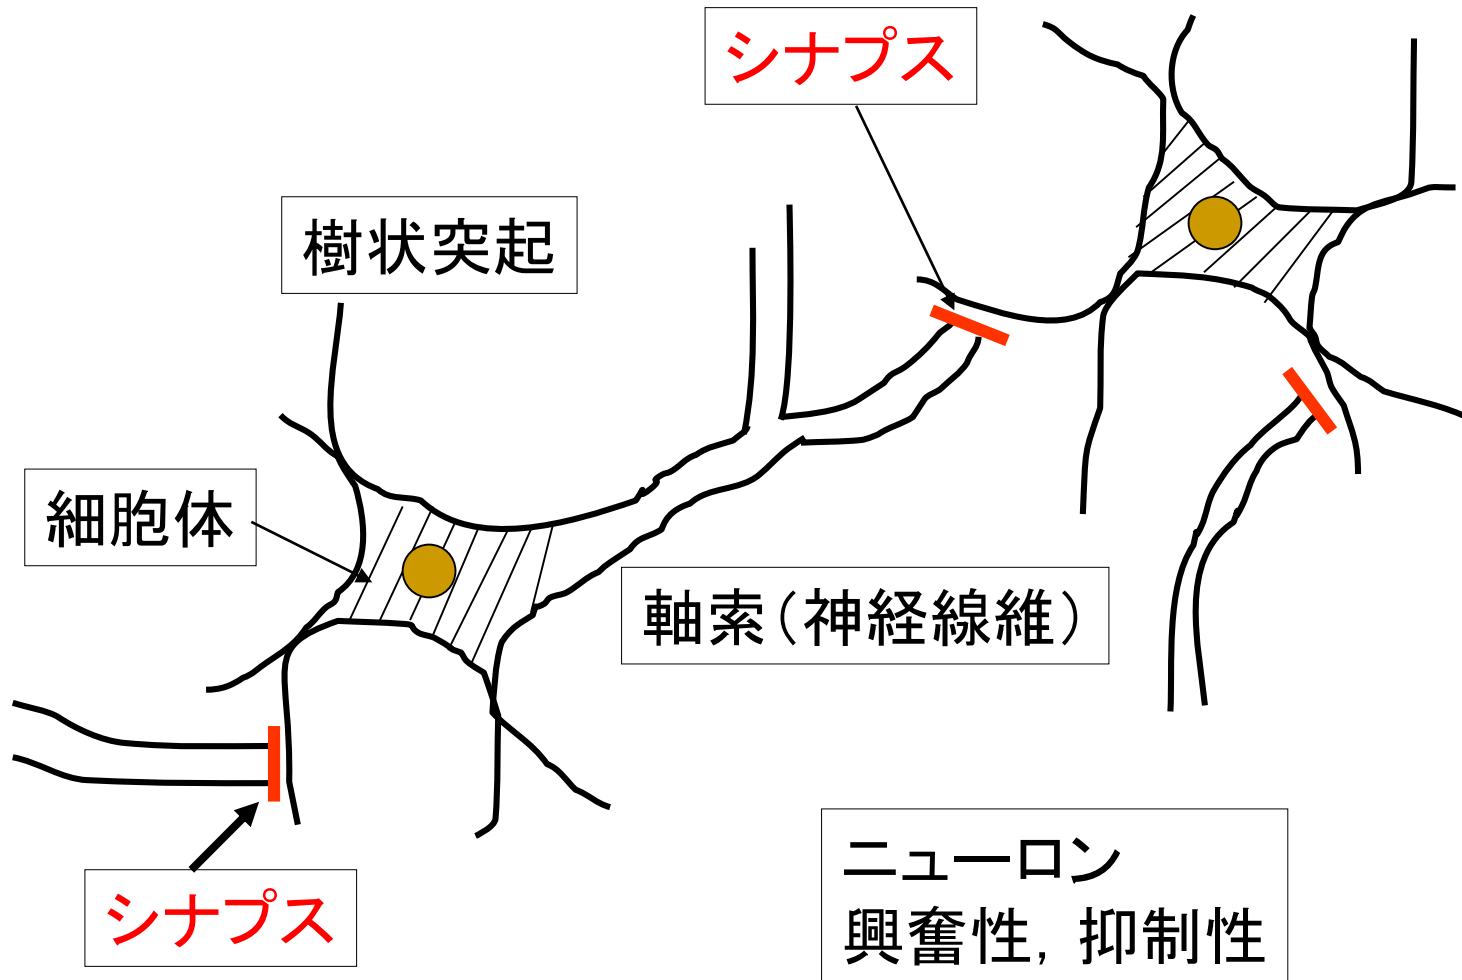 シナプス
樹状突起
細胞体
軸索（神経線維）
シナプス
ニューロン
興奮性，抑制性